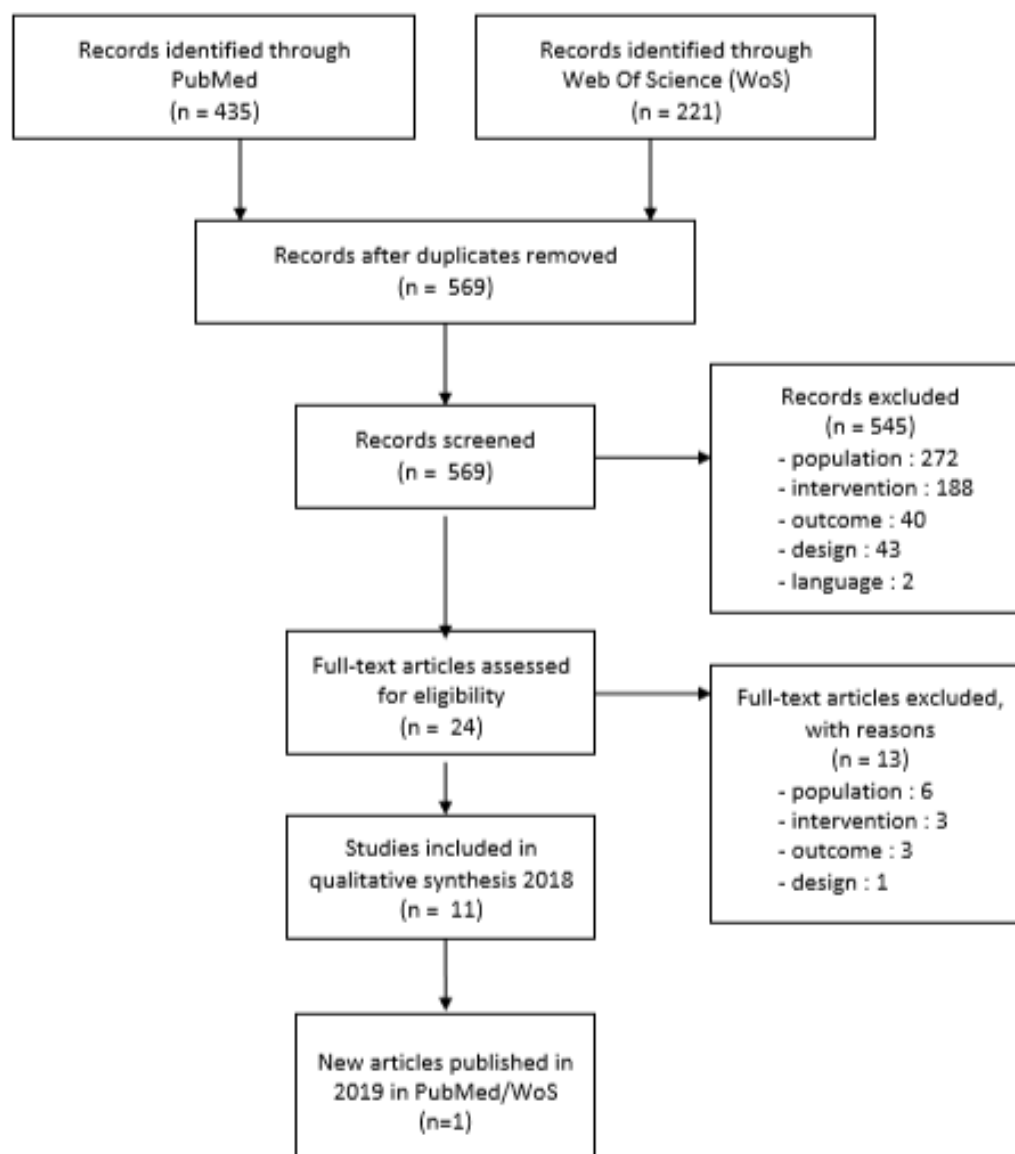 Records identified through
PubMed
(n = 435)
Records identified through
Web Of Science (WoS)
(n = 221)
Records after duplicates removed
(n = 569)
Records screened
(n = 569)
Records excluded
(n = 545)
- population : 272
- intervention : 188
- outcome : 40
- design : 43
- language : 2
Full-text articles assessed
for eligibility
(n = 24)
Full-text articles excluded,
with reasons
(n = 13)
- population : 6
- intervention : 3
- outcome : 3
- design : 1
Studies included in
qualitative synthesis 2018
(n = 11)
New articles published in
2019 in PubMed/WoS
(n=1)